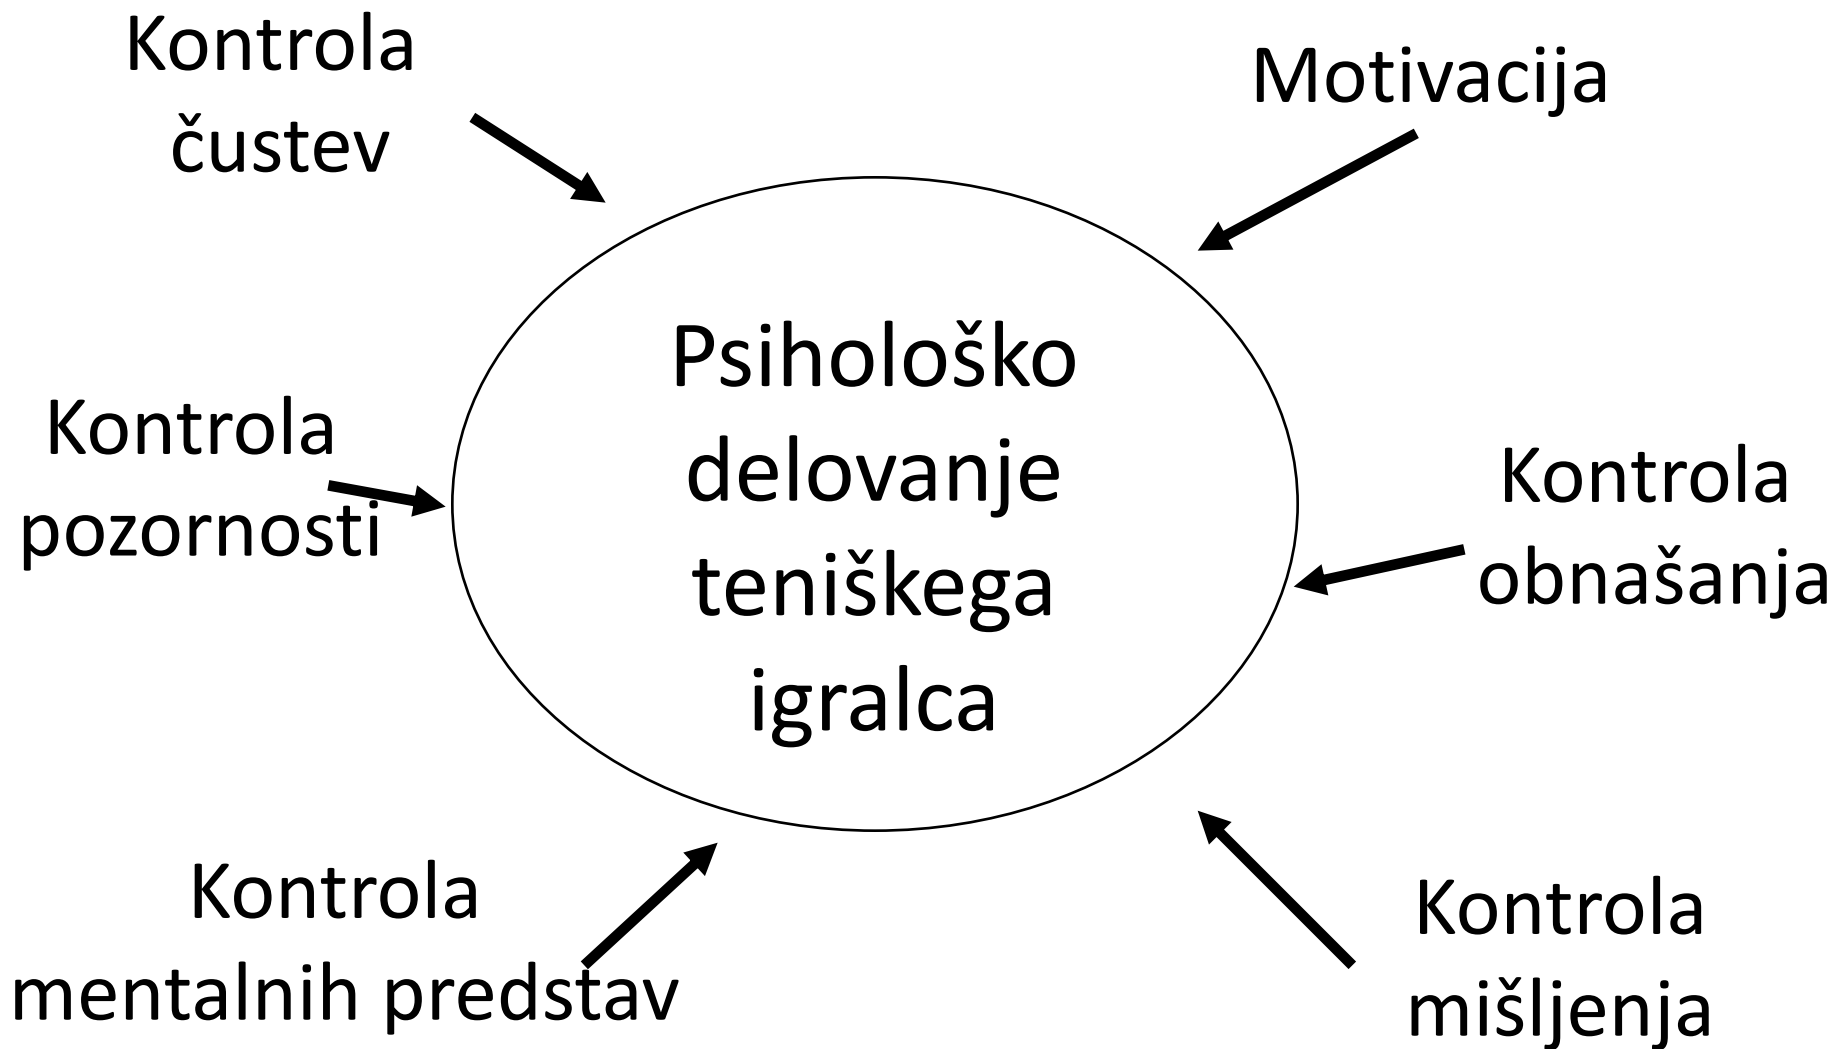 Kontrola
čustev
Motivacija
Psihološko
delovanje
teniškega
igralca
Kontrola
pozornosti
Kontrola
obnašanja
Kontrola
mentalnih predstav
Kontrola
mišljenja